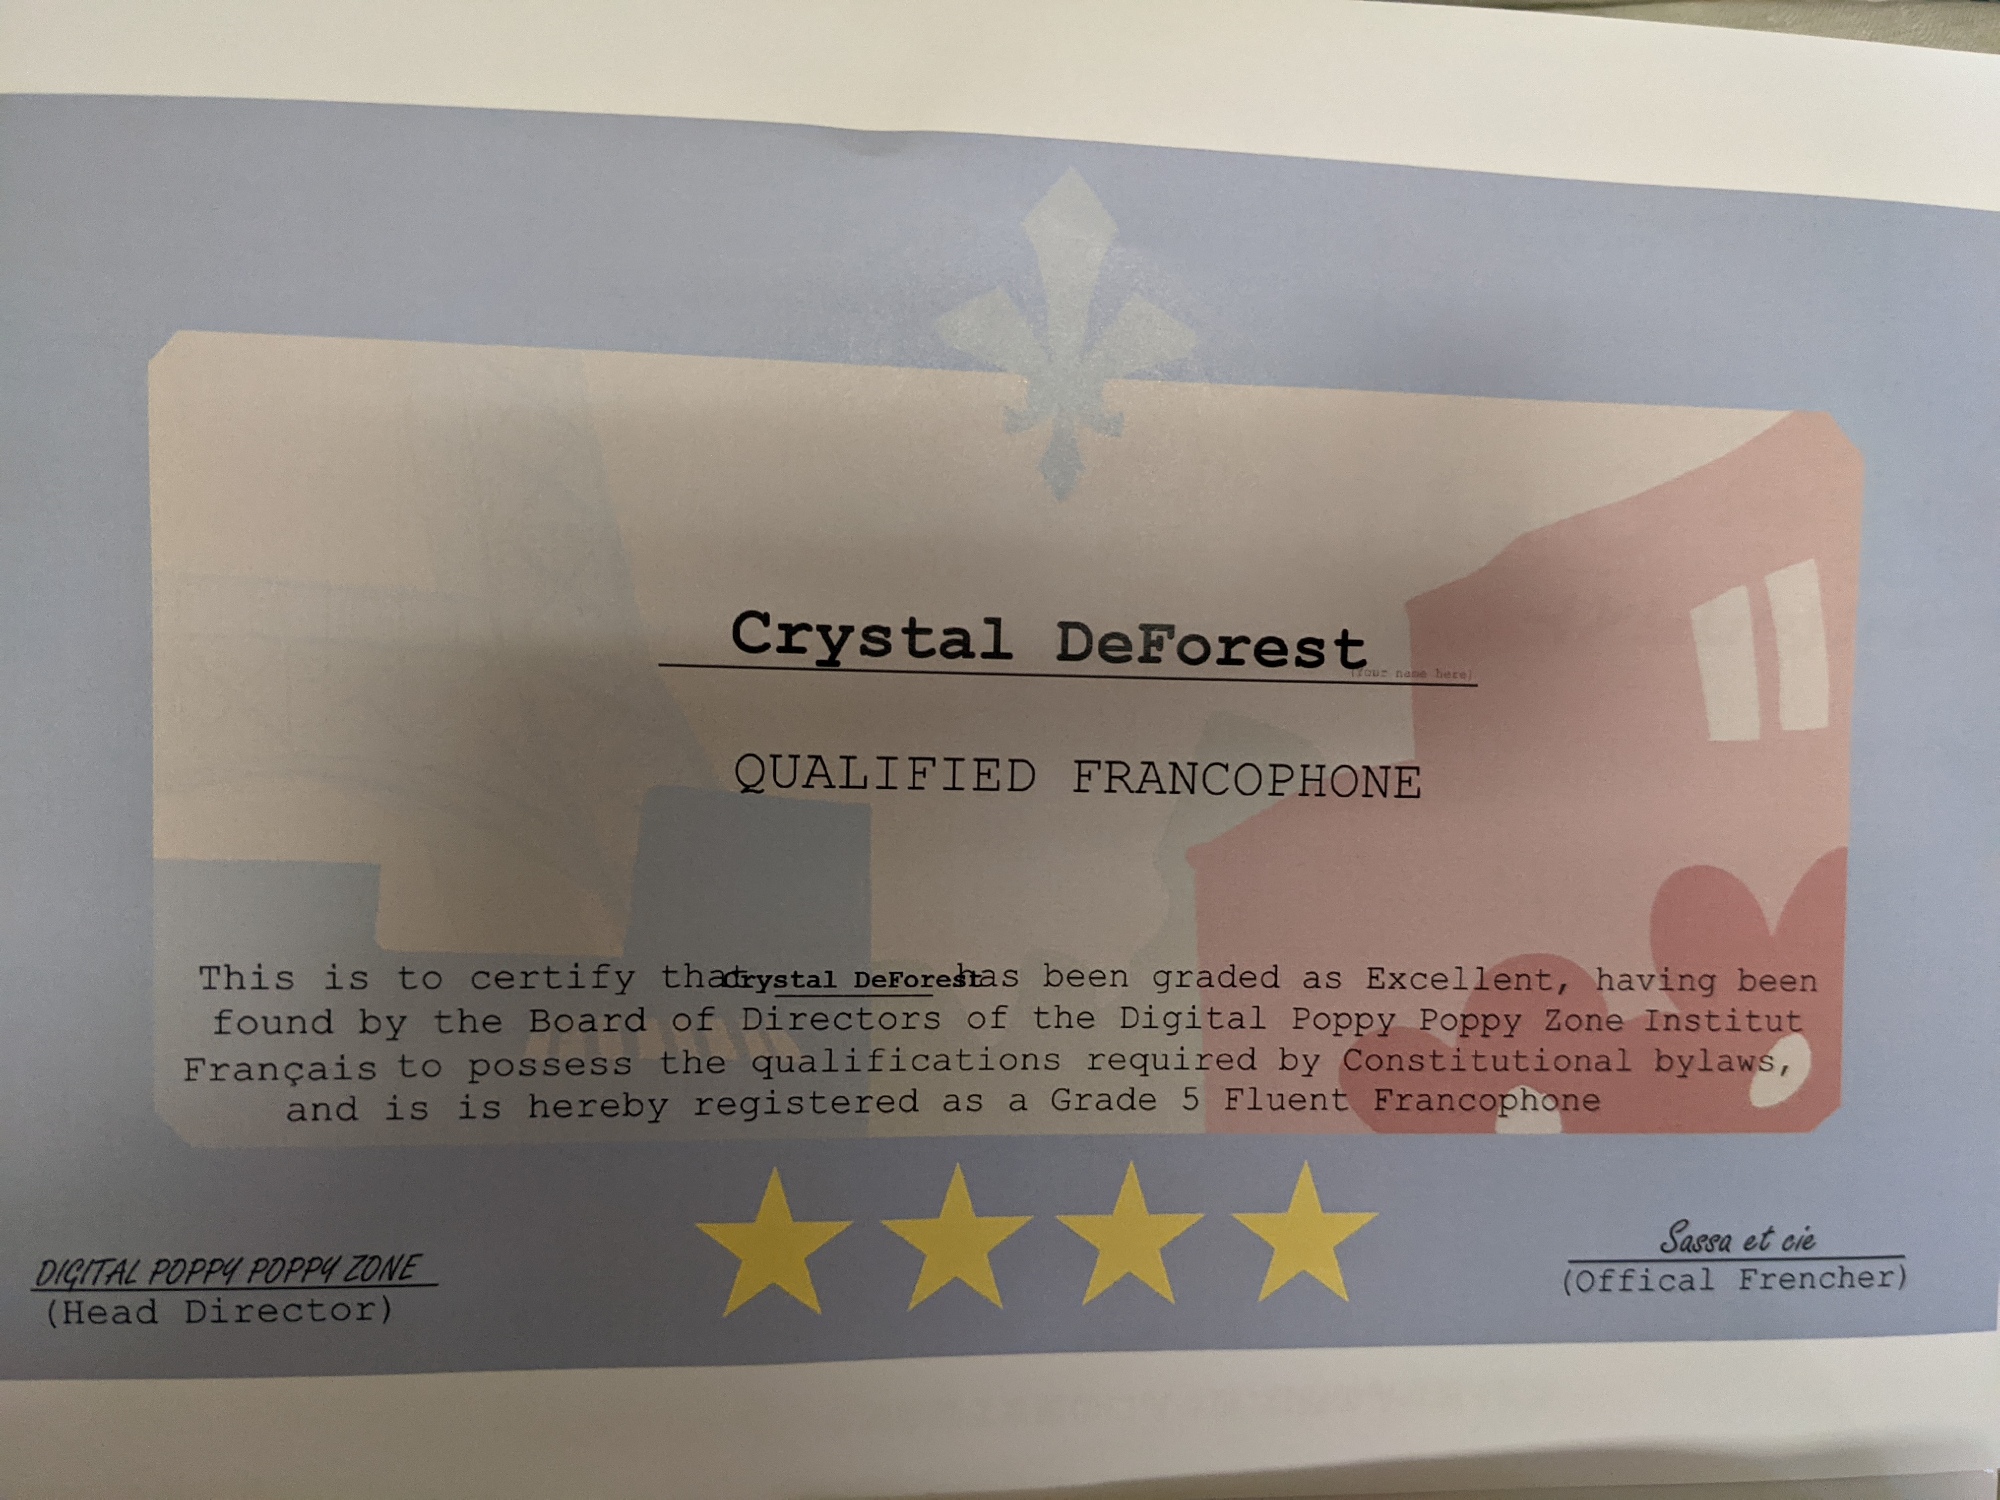 Crystal DeForest
(Your name here)
QUALIFIED FRANCOPHONE
This is to certify that Crystal DeForest has been graded as Excellent, having been
found by the Board of Directors of the Digital Poppy Poppy Zone Institut
Français to possess the qualifications required by Constitutional bylaws,
and is is hereby registered as a Grade 5 Fluent Francophone
DIGITAL POPPY POPPY ZONE
(Head Director)
Sassa et cie
(Offical Frencher)